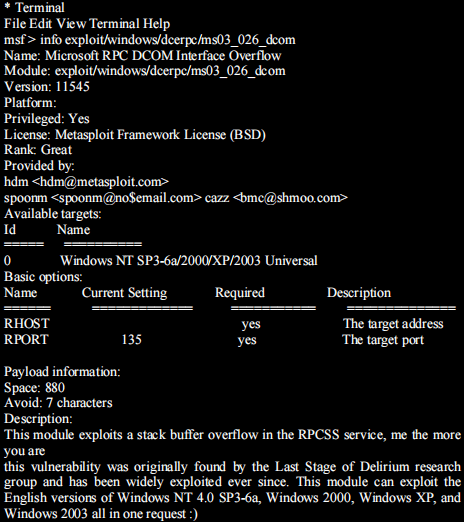 * Terminal
File Edit View Terminal Help
msf > info exploit/windows/dcerpc/ms03_026_dcom
Name: Microsoft RPC DCOM Interface Overflow
Module: exploit/windows/dcerpc/ms03_026_dcom
Version: 11545
Platform:
Privileged: Yes
License: Metasploit Framework License (BSD)
Rank: Great
Provided by:
hdm <hdm@metasploit.com>
spoonm <spoonm@no$email.com> cazz <bmc@shmoo.com>
Available targets:
Id Name
===== ==========
0 Windows NT SP3-6a/2000/XP/2003 Universal
Basic options:
Name Current Setting Required Description
====== ============= =========== ==============
RHOST yes The target address
RPORT 135 yes The target port
Payload information:
Space: 880
Avoid: 7 characters
Description:
This module exploits a stack buffer overflow in the RPCSS service, me the more
you are
this vulnerability was originally found by the Last Stage of Delirium research
group and has been widely exploited ever since. This module can exploit the
English versions of Windows NT 4.0 SP3-6a, Windows 2000, Windows XP, and
Windows 2003 all in one request :)